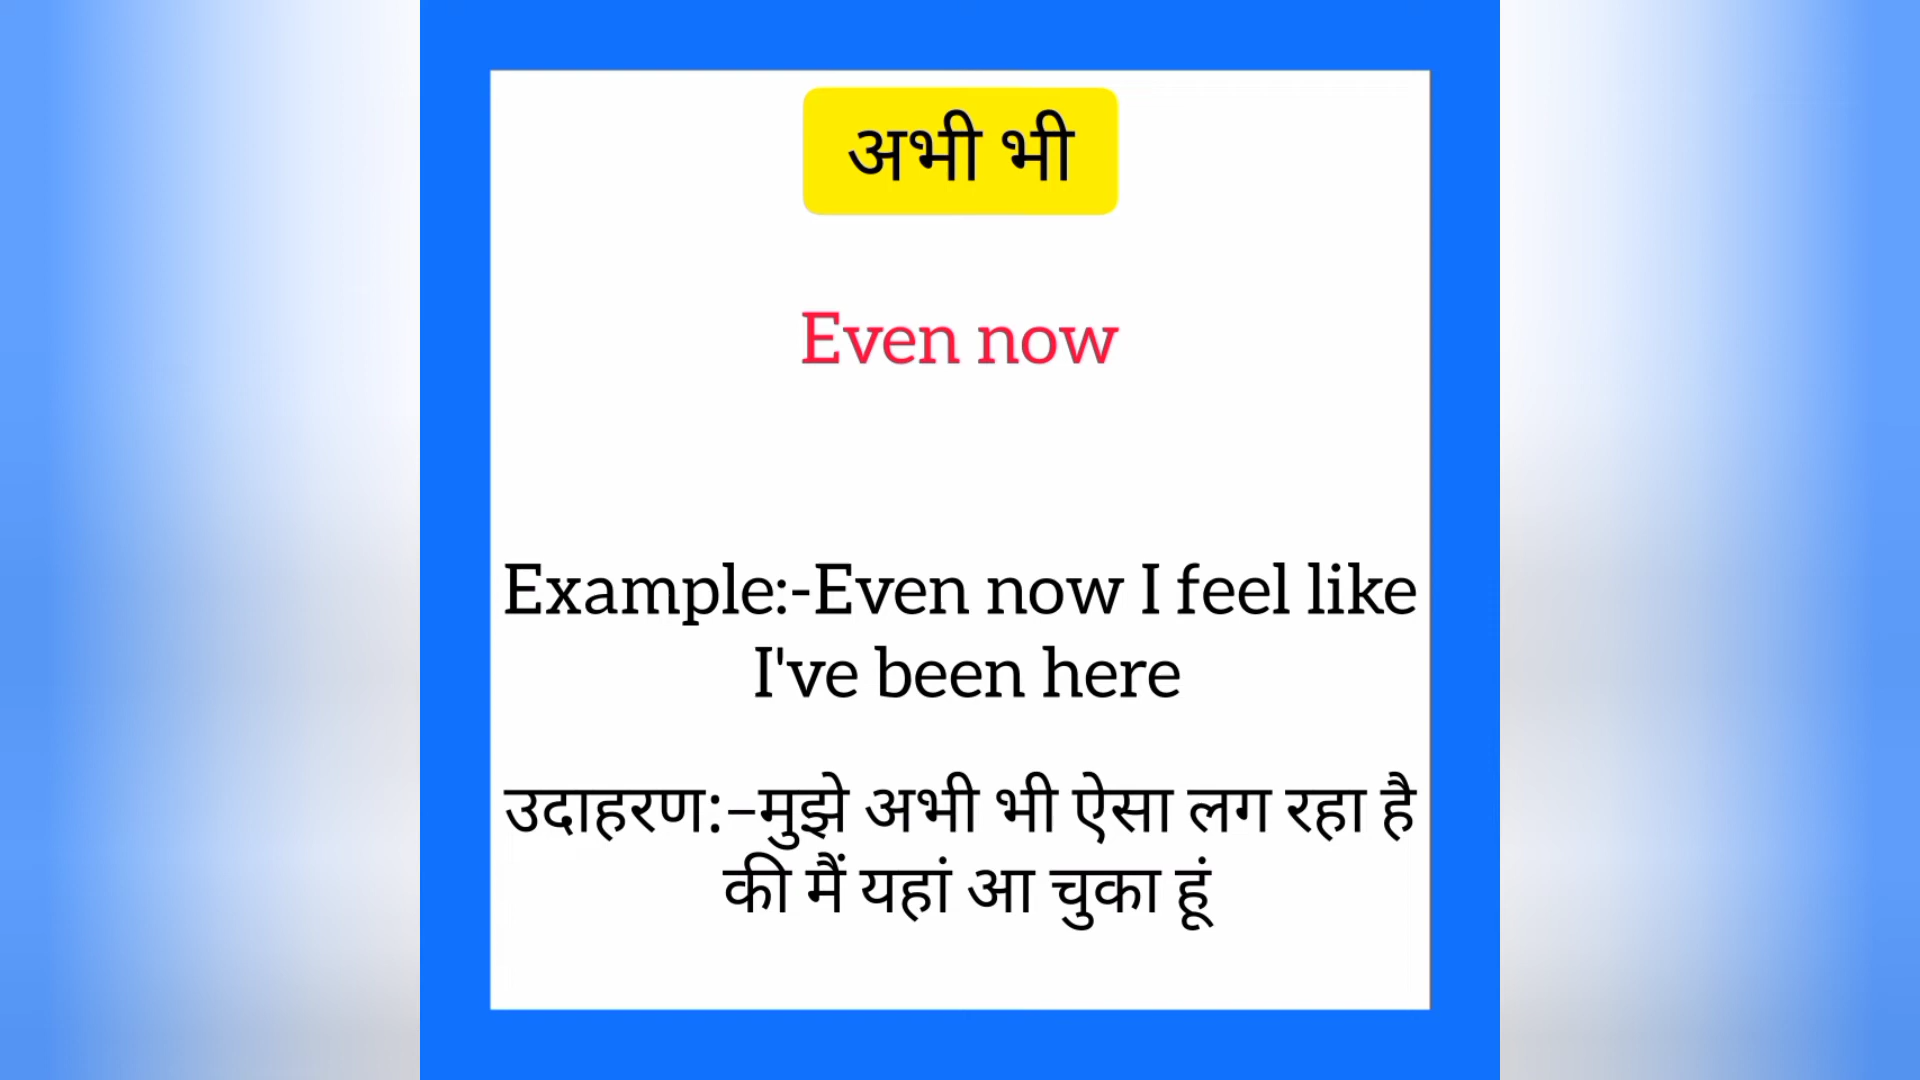 अभी भी
Even now
Example:-Even now I feel like
I've been here
उदाहरण:–मुझे अभी भी ऐसा लग रहा है
की मैं यहां आ चुका हूं